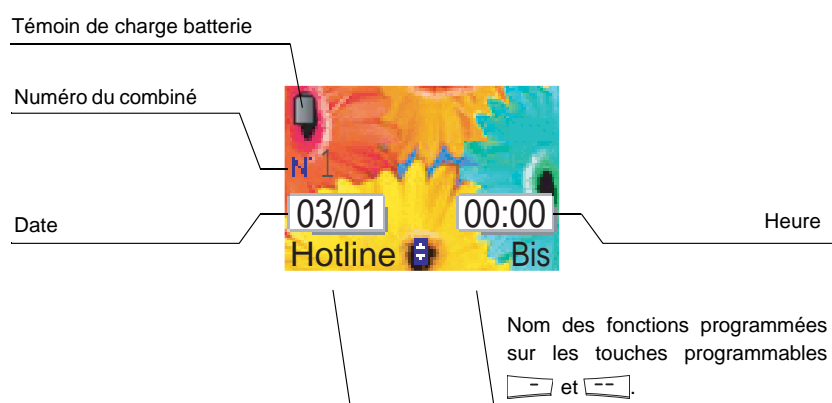 Témoin de charge batterie
Numéro du combiné
N° 1
Date
03/01
00:00
Heure
Hotline
Bis
Nom des fonctions programmées
sur les touches programmables
- et --.